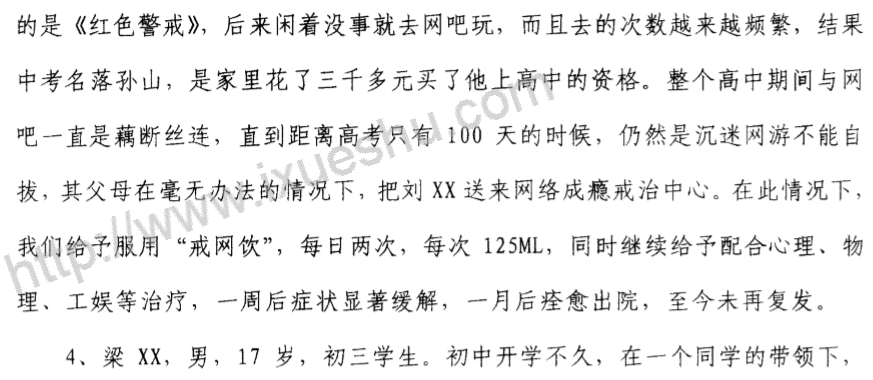 的是《红色警戒》，后来闲着没事就去网吧玩，而且去的次数越来越频繁，结果
中考名落孙山，是家里花了三千多元买了他上高中的资格。整个高中期间与网
吧一直是藕断丝连，直到距离高考只有 100 天的时候，仍然是沉迷网游不能自
拔，其父母在毫无办法的情况下，把刘 XX 送来网络成瘾戒治中心。在此情况下，
我们给予服用“戒网饮”，每日两次，每次 125ML，同时继续给予配合心理、物
理、工娱等治疗，一周后症状显著缓解，一月后痊愈出院，至今未再复发。
4、梁 XX，男，17 岁，初三学生。初中开学不久，在一个同学的带领下，
http://www.ixueshu.com